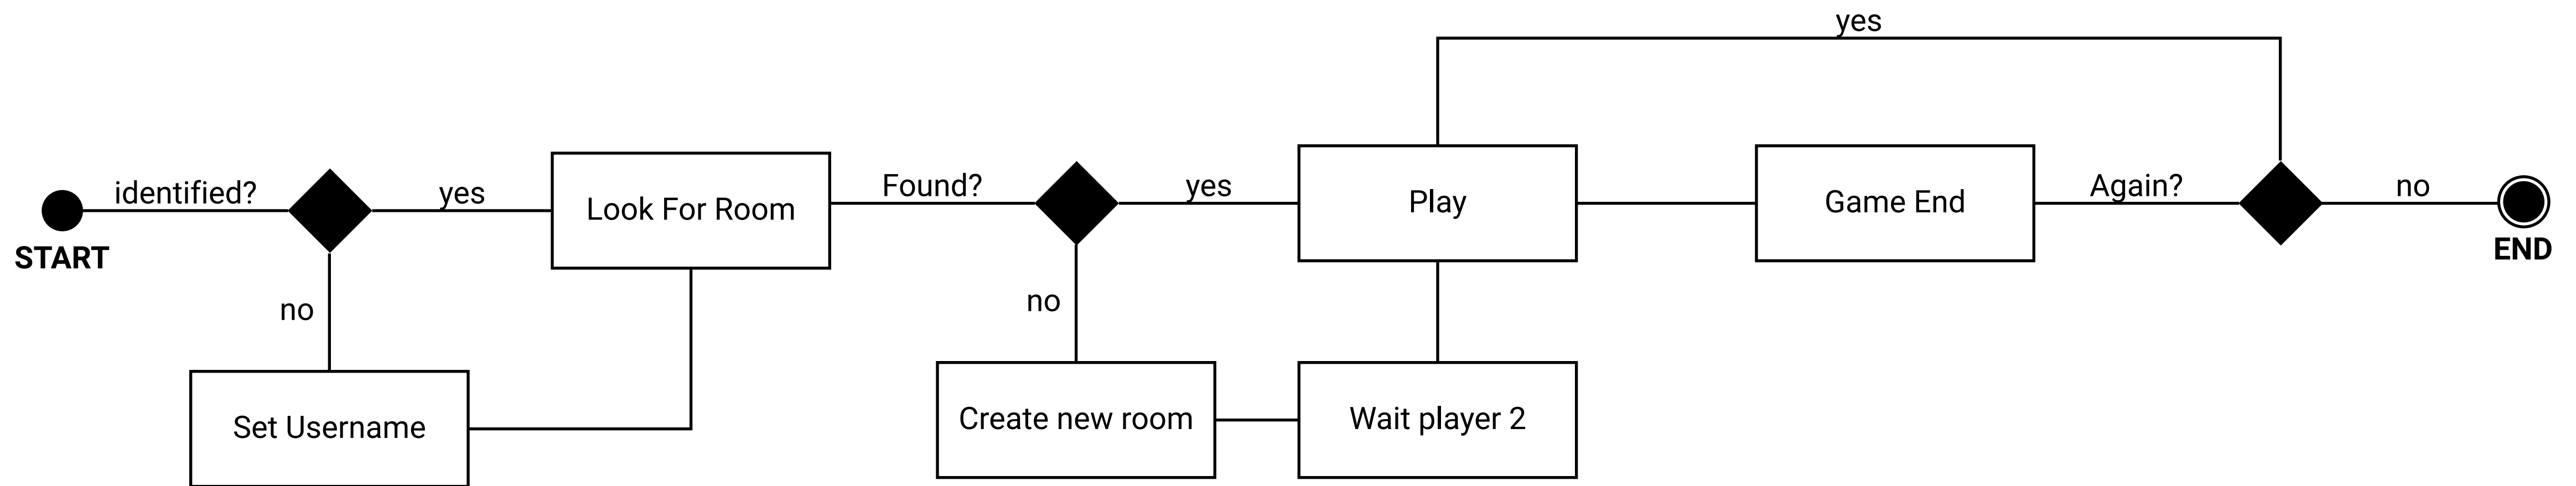 yes
identified?
yes
Look For Room
Found?
yes
Play
Game End
Again?
no
START
END
no
no
Set Username
Create new room
Wait player 2